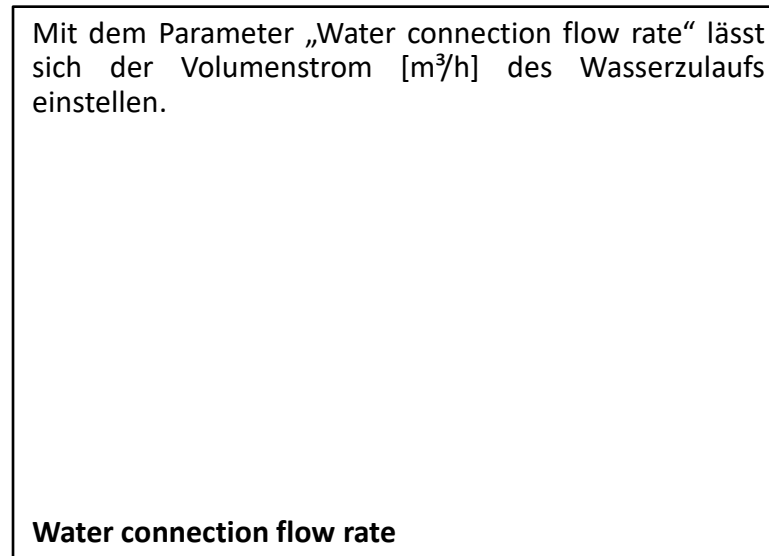 Mit dem Parameter „Water connection flow rate“ lässt
sich der Volumenstrom [m³/h] des Wasserzulaufs
einstellen.
Water connection flow rate